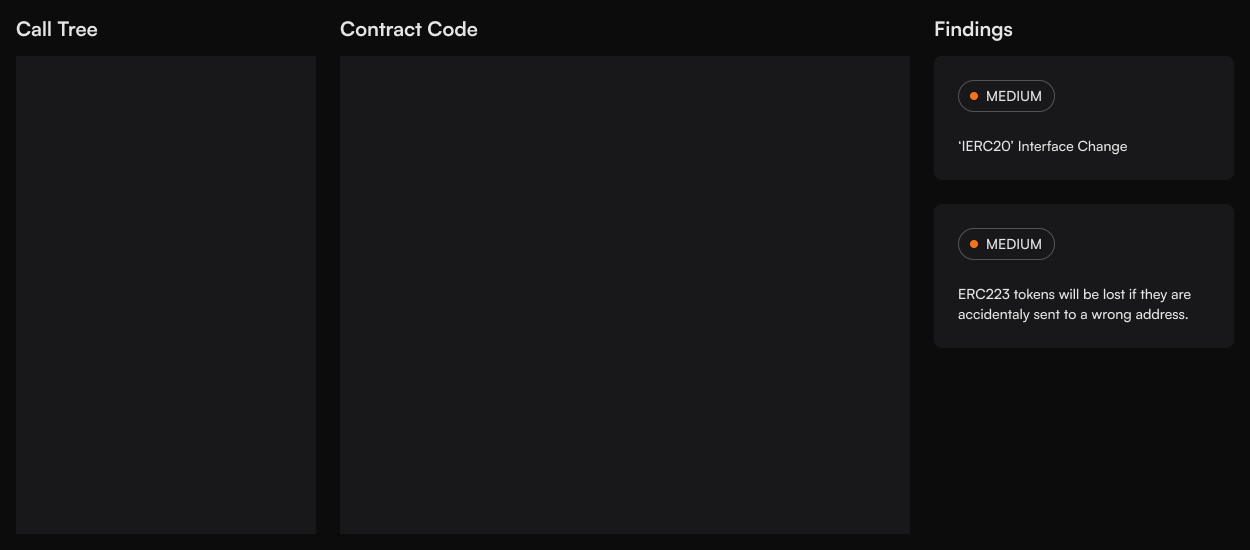 Call Tree
Contract Code
Findings
MEDIUM
‘IERC20’ Interface Change
MEDIUM
ERC223 tokens will be lost if they are
accidentaly sent to a wrong address.